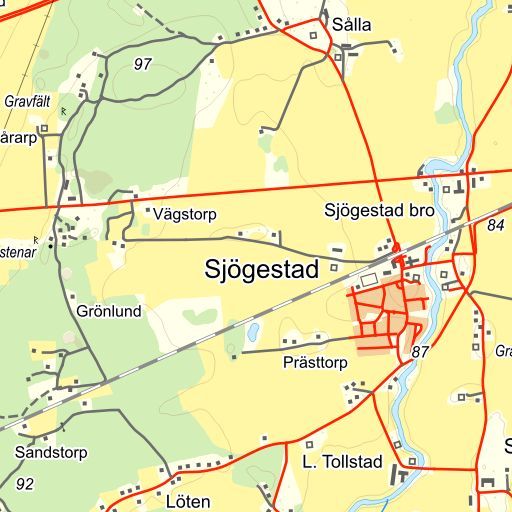 Sålla
97
Gravfält
årarp
Vägstorp
Sjögestad bro
84
stenar
Sjögestad
Grönlund
Prästtorp
87
Gra
Sandstorp
L. Tollstad
S
92
Löten